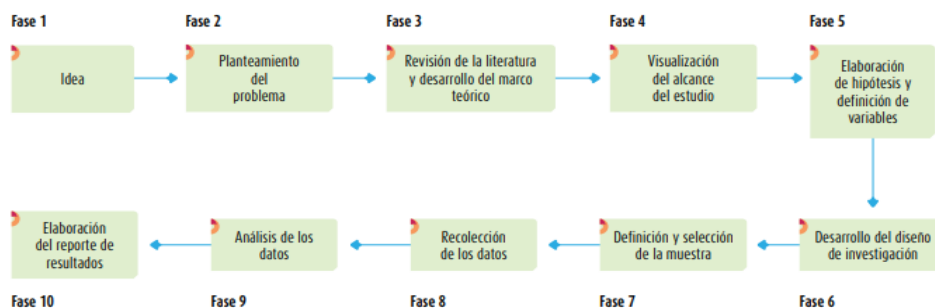 Fase 1
Idea
Fase 2
Planteamiento
del
problema
Fase 3
Revisión de la literatura
y desarrollo del marco
teórico
Fase 4
Visualización
del alcance
del estudio
Fase 5
Elaboración
de hipótesis y
definición de
variables
Desarrollo del diseño
de investigación
Fase 6
Definición y selección
de la muestra
Fase 7
Recolección
de los datos
Fase 8
Análisis de los
datos
Fase 9
Elaboración
del reporte de
resultados
Fase 10